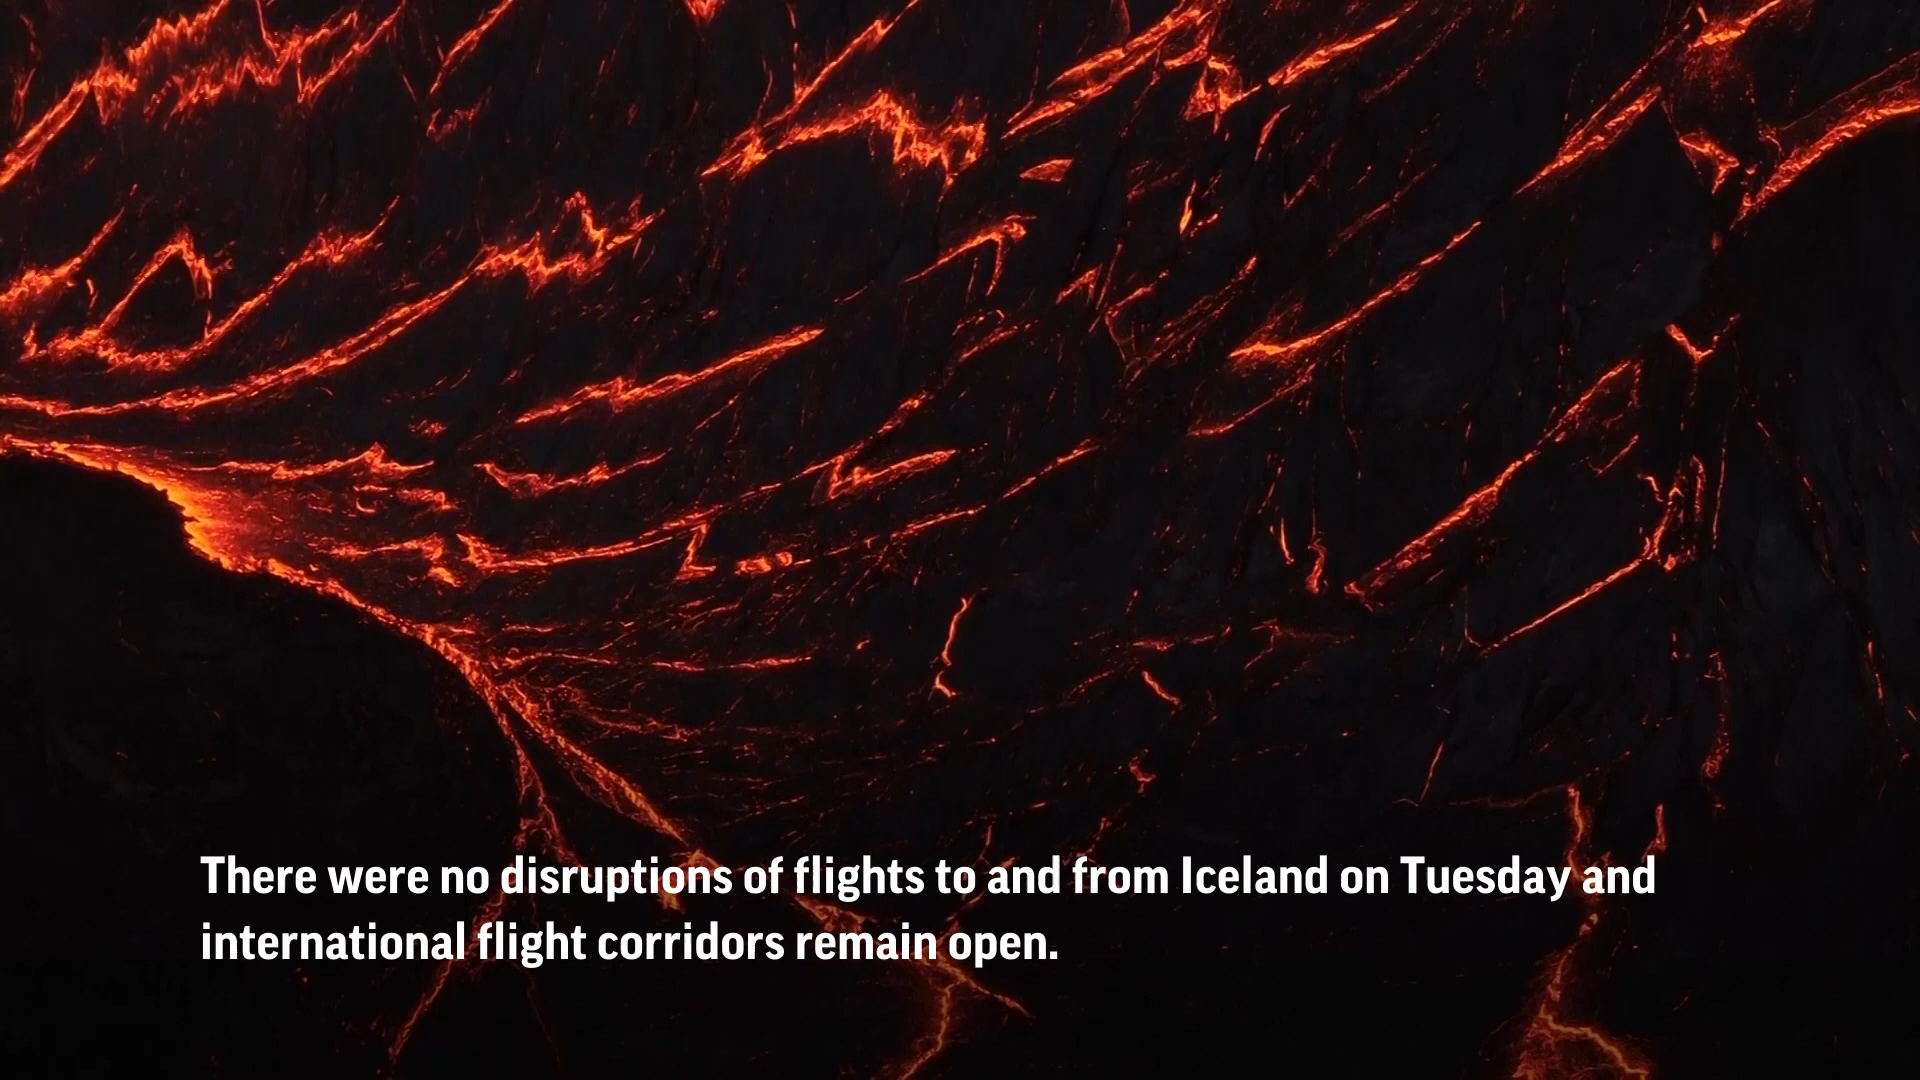 There were no disruptions of flights to and from Iceland on Tuesday and
international flight corridors remain open.